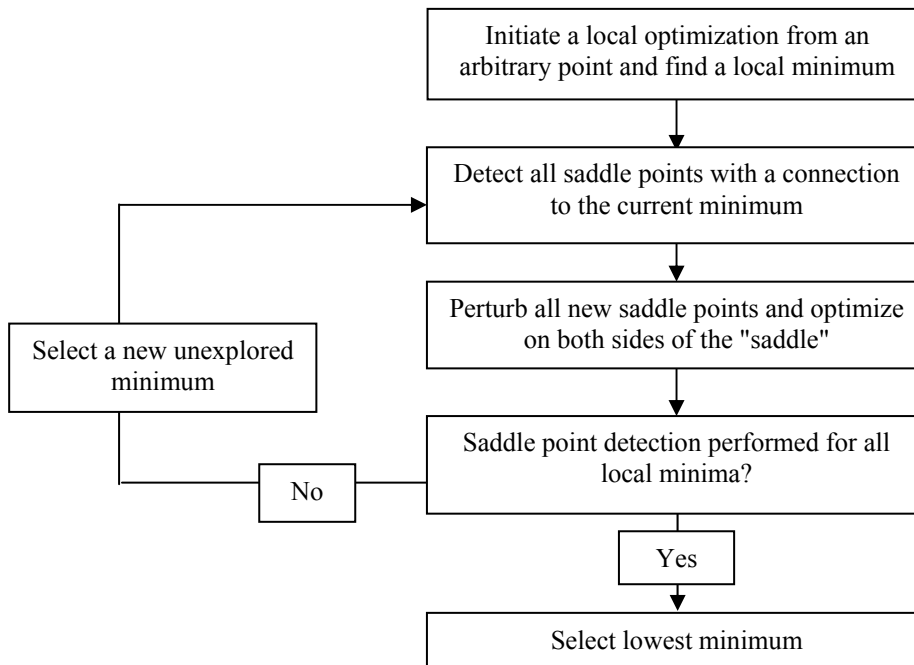 Initiate a local optimization from an
arbitrary point and find a local minimum
Detect all saddle points with a connection
to the current minimum
Perturb all new saddle points and optimize
on both sides of the "saddle"
Select a new unexplored
minimum
Saddle point detection performed for all
local minima?
No
Yes
Select lowest minimum